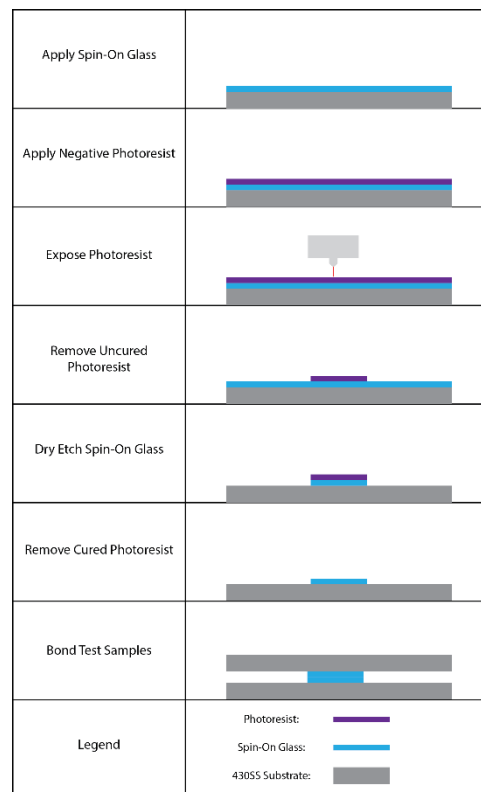 Apply Spin-On Glass
Apply Negative Photoresist
Expose Photoresist
Remove Uncured
Photoresist
Dry Etch Spin-On Glass
Remove Cured Photoresist
Bond Test Samples
Legend
Photoresist:
Spin-On Glass:
430SS Substrate: